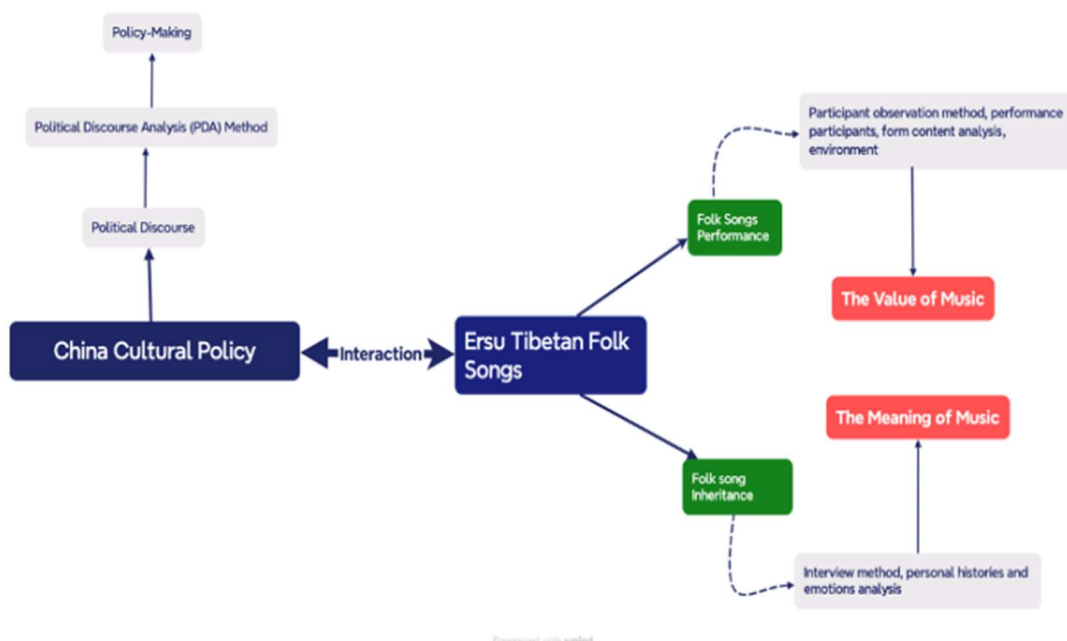 Policy-Making
Political Discourse Analysis (PDA) Method
Political Discourse
China Cultural Policy
Interaction
Ersu Tibetan Folk
Songs
Folk Songs
Performance
Participant observation method, performance
participants, form content analysis,
environment
The Value of Music
The Meaning of Music
Folk song
Inheritance
Interview method, personal histories and
emotions analysis